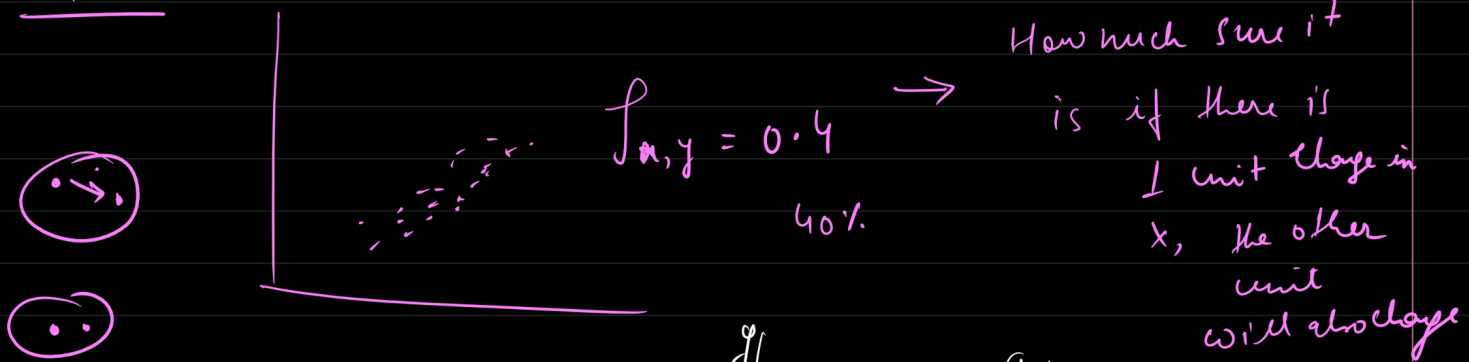 How much sure it
ρx,y = 0.4
is if there is
1 unit change in
40%
x, the other
unit
will also change